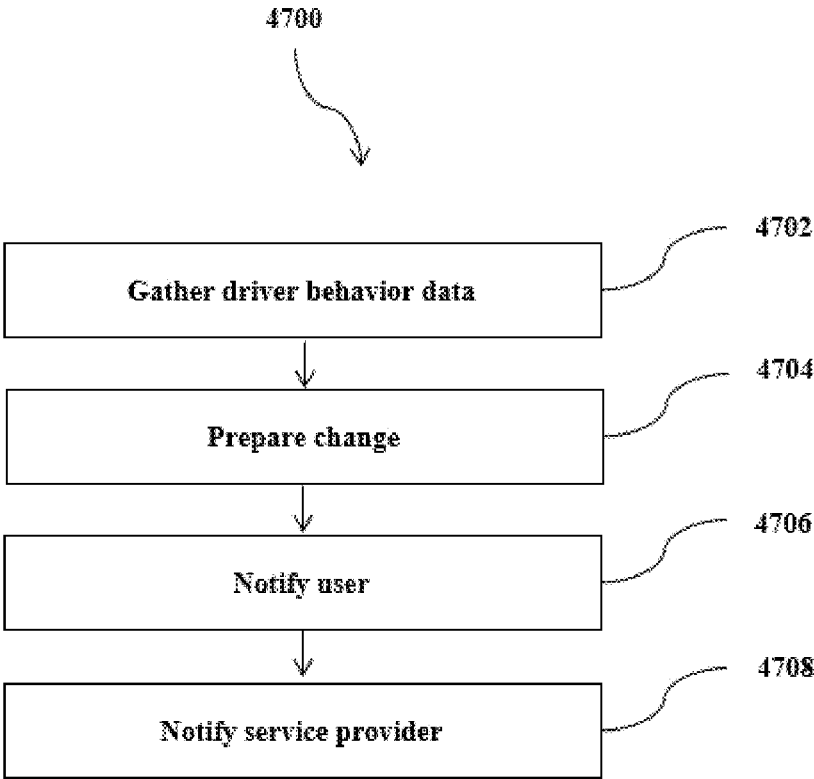 4700
4702
Gather driver behavior data
4704
Prepare change
4706
Notify user
4708
Notify service provider